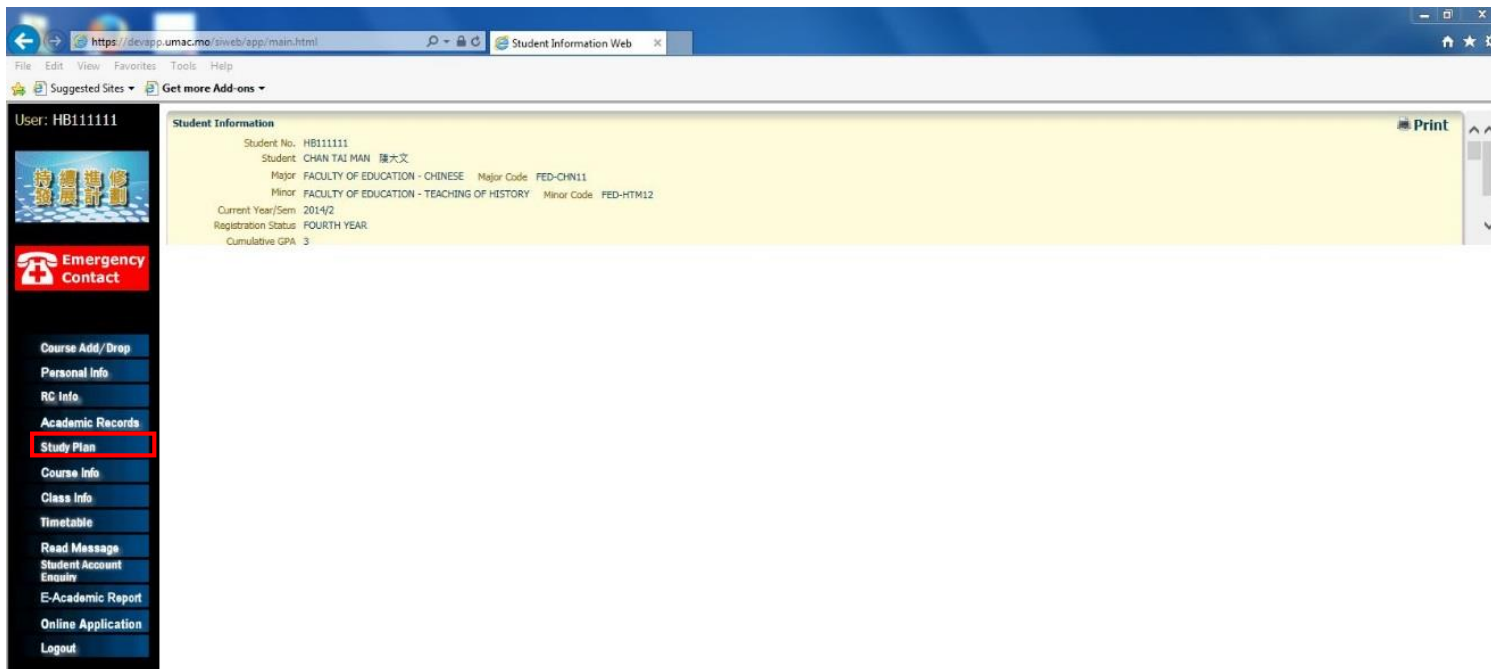 https://devapp.umac.mo/siweb/app/main.html
Student Information Web
File Edit View Favorites Tools Help
Suggested Sites Get more Add-ons
User: HB111111
持續進修
發展計劃
Emergency
Contact
Course Add/Drop
Personal Info
RC Info
Academic Records
Study Plan
Course Info
Class Info
Timetable
Read Message
Student Account
Enquiry
E-Academic Report
Online Application
Logout
Student Information
Print
Student No. HB111111
Student CHAN TAI MAN 陳大文
Major FACULTY OF EDUCATION - CHINESE Major Code FED-CHN11
Minor FACULTY OF EDUCATION - TEACHING OF HISTORY Minor Code FED-HTM12
Current Year/Sem 2014/2
Registration Status FOURTH YEAR
Cumulative GPA 3